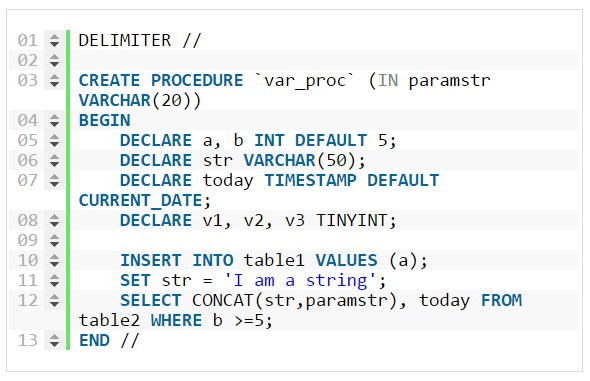 01 DELIMITER //
02
03 CREATE PROCEDURE `var_proc` (IN paramstr
VARCHAR(20))
04 BEGIN
05     DECLARE a, b INT DEFAULT 5;
06     DECLARE str VARCHAR(50);
07     DECLARE today TIMESTAMP DEFAULT
CURRENT_DATE;
08     DECLARE v1, v2, v3 TINYINT;
09
10     INSERT INTO table1 VALUES (a);
11     SET str = 'I am a string';
12     SELECT CONCAT(str,paramstr), today FROM
table2 WHERE b >=5;
13 END //